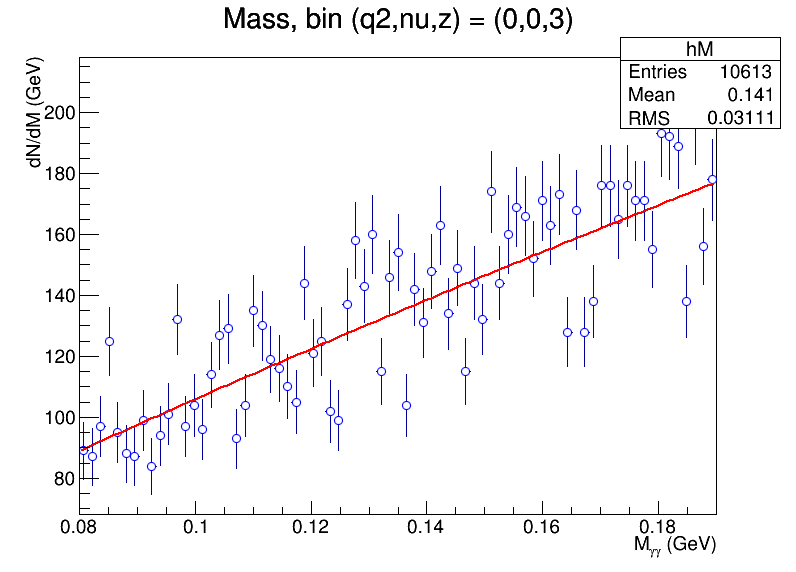 Mass, bin (q2,nu,z) = (0,0,3)
hM
Entries 10613
Mean 0.141
RMS 0.03111
dN/dM (GeV)
200
180
160
140
120
100
80
0.08 0.1 0.12 0.14 0.16 0.18
Mγγ (GeV)